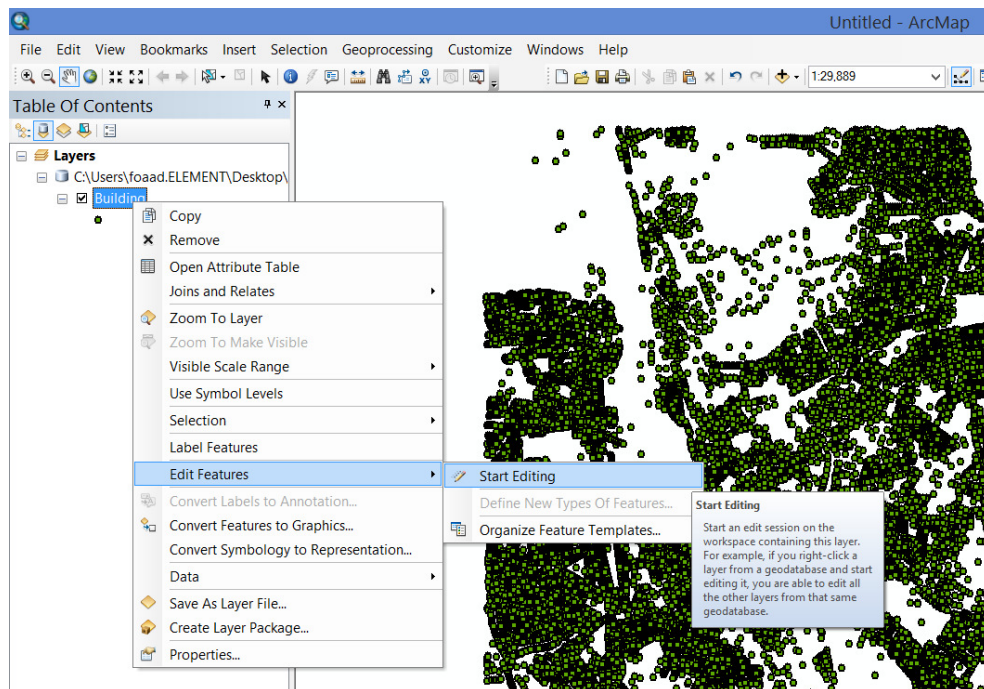 Untitled - ArcMap
File Edit View Bookmarks Insert Selection Geoprocessing Customize Windows Help
1:29,889
Table Of Contents
Layers
C:\Users\foaad.ELEMENT\Desktop\
Building
Copy
Remove
Open Attribute Table
Joins and Relates
Zoom To Layer
Zoom To Make Visible
Visible Scale Range
Use Symbol Levels
Selection
Label Features
Edit Features
Convert Labels to Annotation...
Convert Features to Graphics...
Convert Symbology to Representation...
Data
Save As Layer File...
Create Layer Package...
Properties...
Start Editing
Define New Types Of Features...
Organize Feature Templates...
Start Editing
Start an edit session on the
workspace containing this layer.
For example, if you right-click a
layer from a geodatabase and start
editing it, you are able to edit all
the other layers from that same
geodatabase.